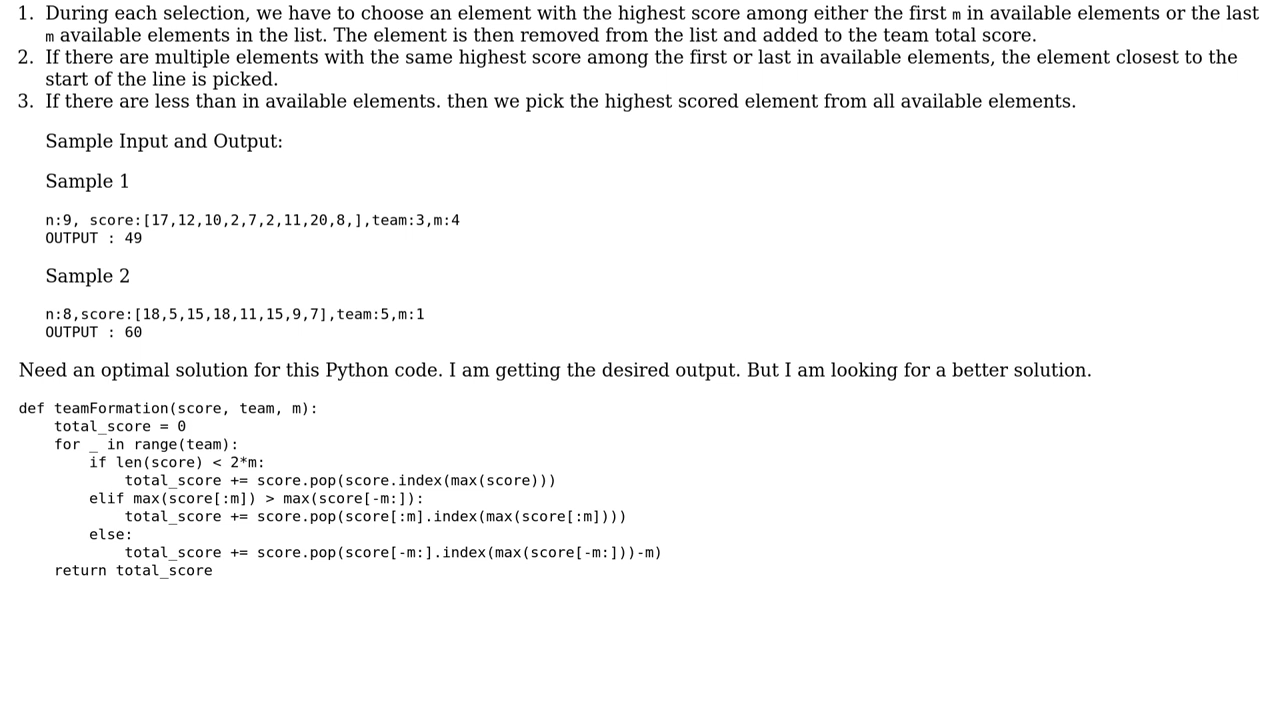 1. During each selection, we have to choose an element with the highest score among either the first m in available elements or the last
m available elements in the list. The element is then removed from the list and added to the team total score.
2. If there are multiple elements with the same highest score among the first or last in available elements, the element closest to the
start of the line is picked.
3. If there are less than in available elements. then we pick the highest scored element from all available elements.
Sample Input and Output:
Sample 1
n:9, score:[17,12,10,2,7,2,11,20,8,],team:3,m:4
OUTPUT : 49
Sample 2
n:8,score:[18,5,15,18,11,15,9,7],team:5,m:1
OUTPUT : 60
Need an optimal solution for this Python code. I am getting the desired output. But I am looking for a better solution.
def teamFormation(score, team, m):
    total_score = 0
    for _ in range(team):
        if len(score) < 2*m:
            total_score += score.pop(score.index(max(score)))
        elif max(score[:m]) > max(score[-m:]):
            total_score += score.pop(score[:m].index(max(score[:m])))
        else:
            total_score += score.pop(score[-m:].index(max(score[-m:]))-m)
    return total_score